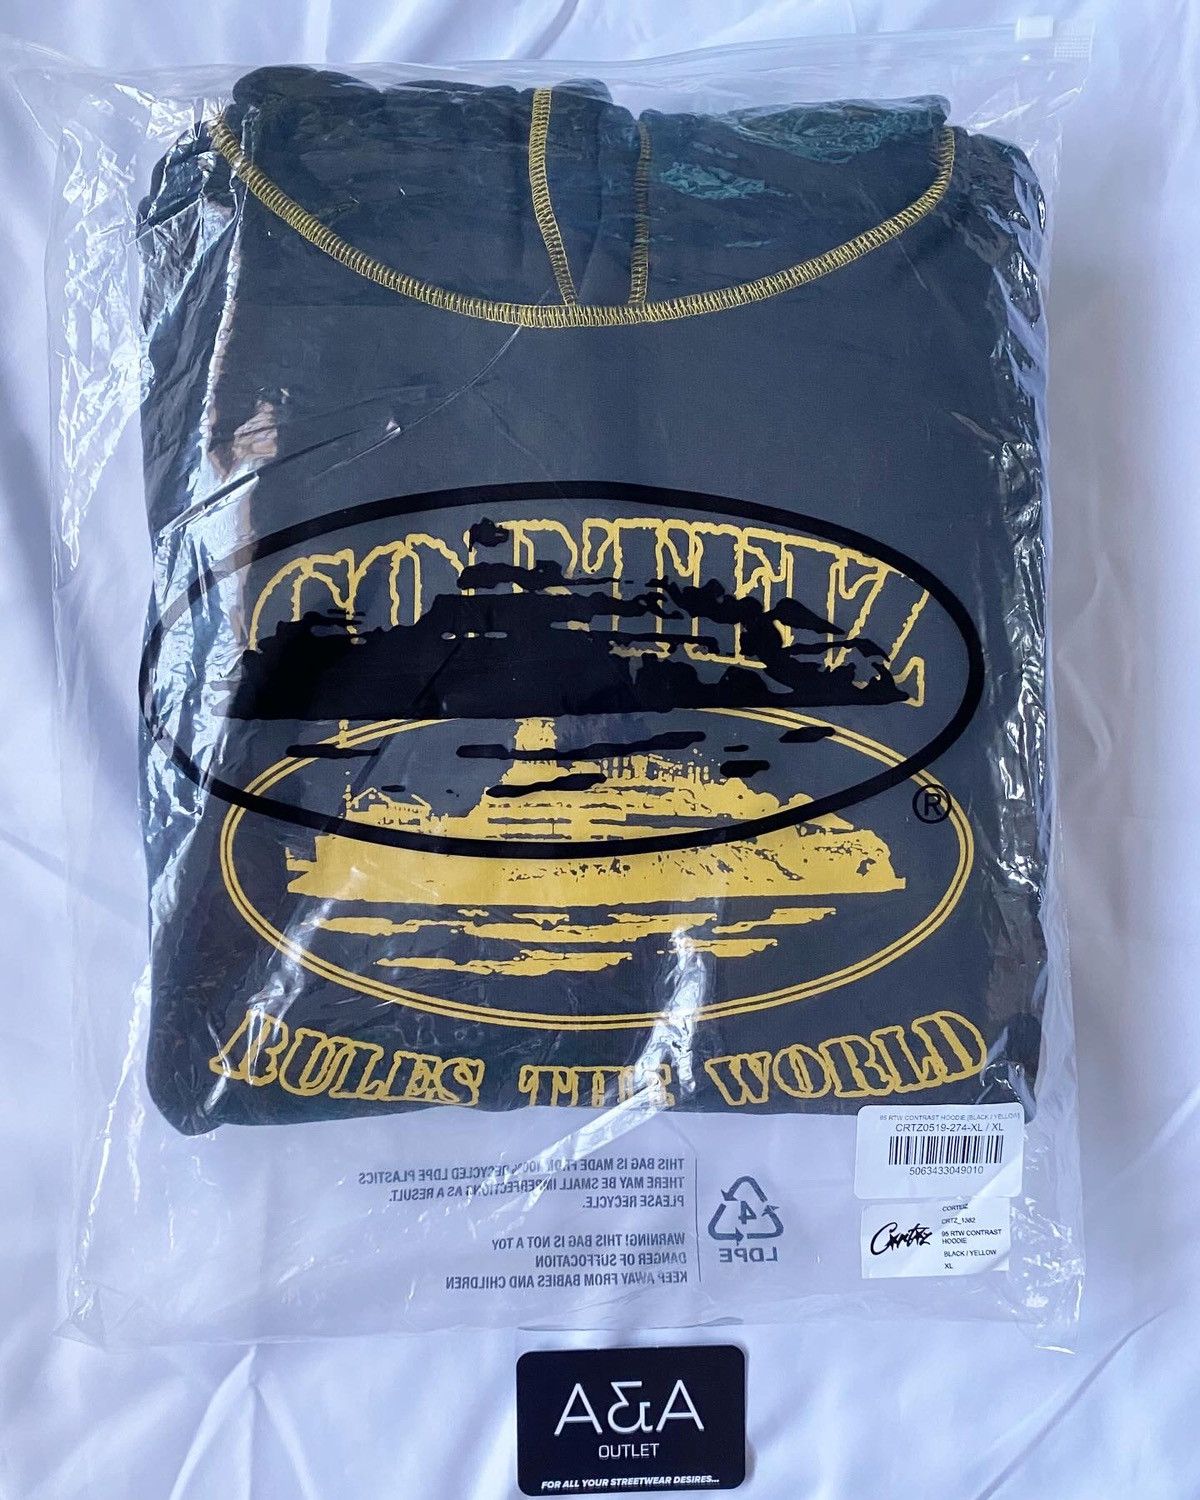 CORTEIZ
®
RULES THE WORLD
95 RTW CONTRAST HOODIE [BLACK / YELLOW]
CRTZ0519-274-XL / XL
5063433049010
THIS BAG IS MADE FROM 100% RECYCLED LDPE PLASTICS
THERE MAY BE SMALL IMPERFECTIONS AS A RESULT.
PLEASE RECYCLE.
WARNING! THIS BAG IS NOT A TOY
DANGER OF SUFFOCATION
KEEP AWAY FROM BABIES AND CHILDREN
4
LDPE
Corteiz
CORTEIZ
CRTZ_1382
95 RTW CONTRAST
HOODIE
BLACK / YELLOW
XL
A&A
OUTLET
FOR ALL YOUR STREETWEAR DESIRES...